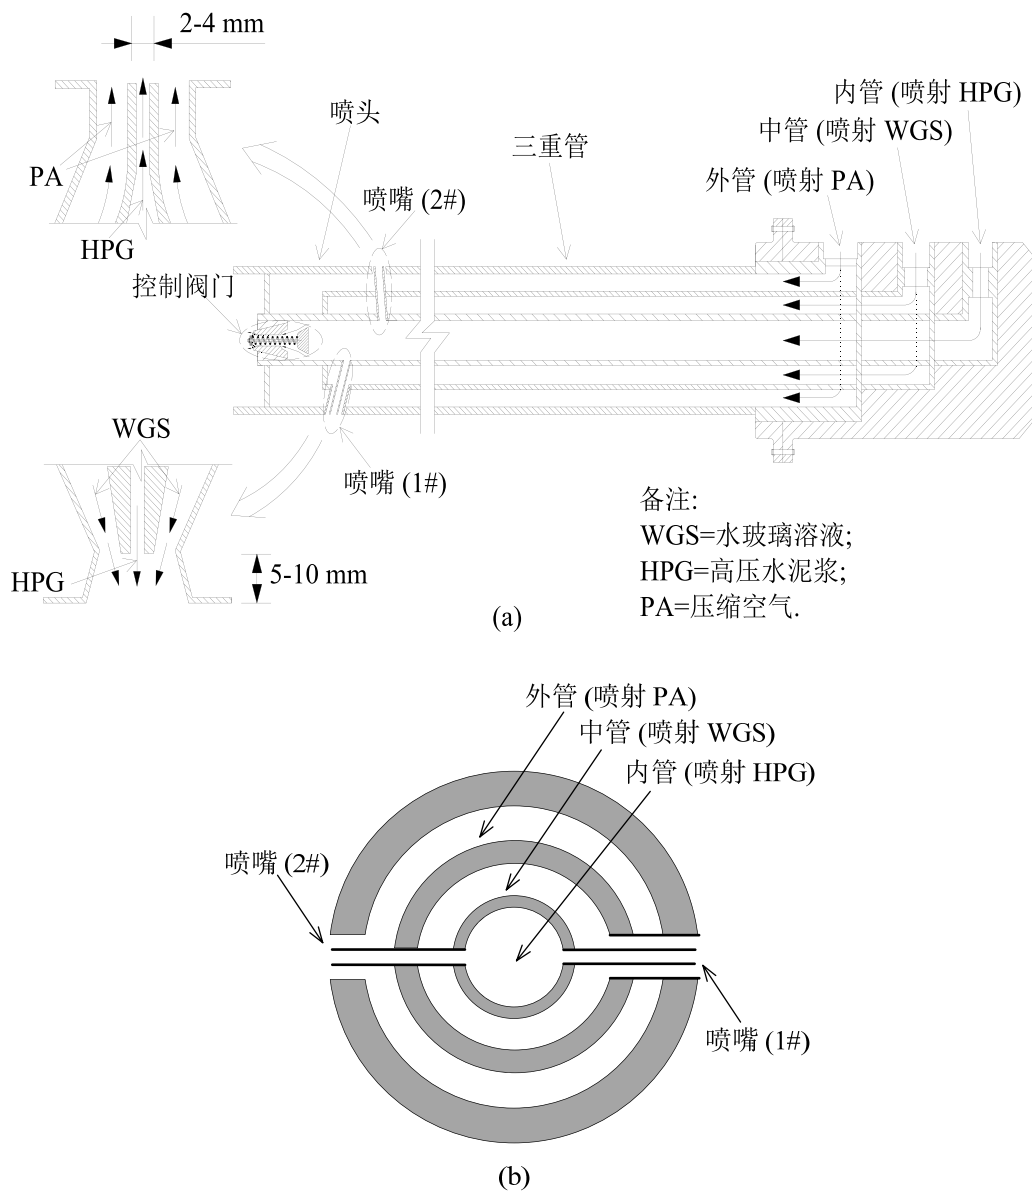 2-4 mm
内管 (喷射 HPG)
中管 (喷射 WGS)
外管 (喷射 PA)
喷头
三重管
PA
喷嘴 (2#)
HPG
控制阀门
WGS
喷嘴 (1#)
HPG
5-10 mm
备注:
WGS=水玻璃溶液;
HPG=高压水泥浆;
PA=压缩空气.
(a)
外管 (喷射 PA)
中管 (喷射 WGS)
内管 (喷射 HPG)
喷嘴 (2#)
喷嘴 (1#)
(b)